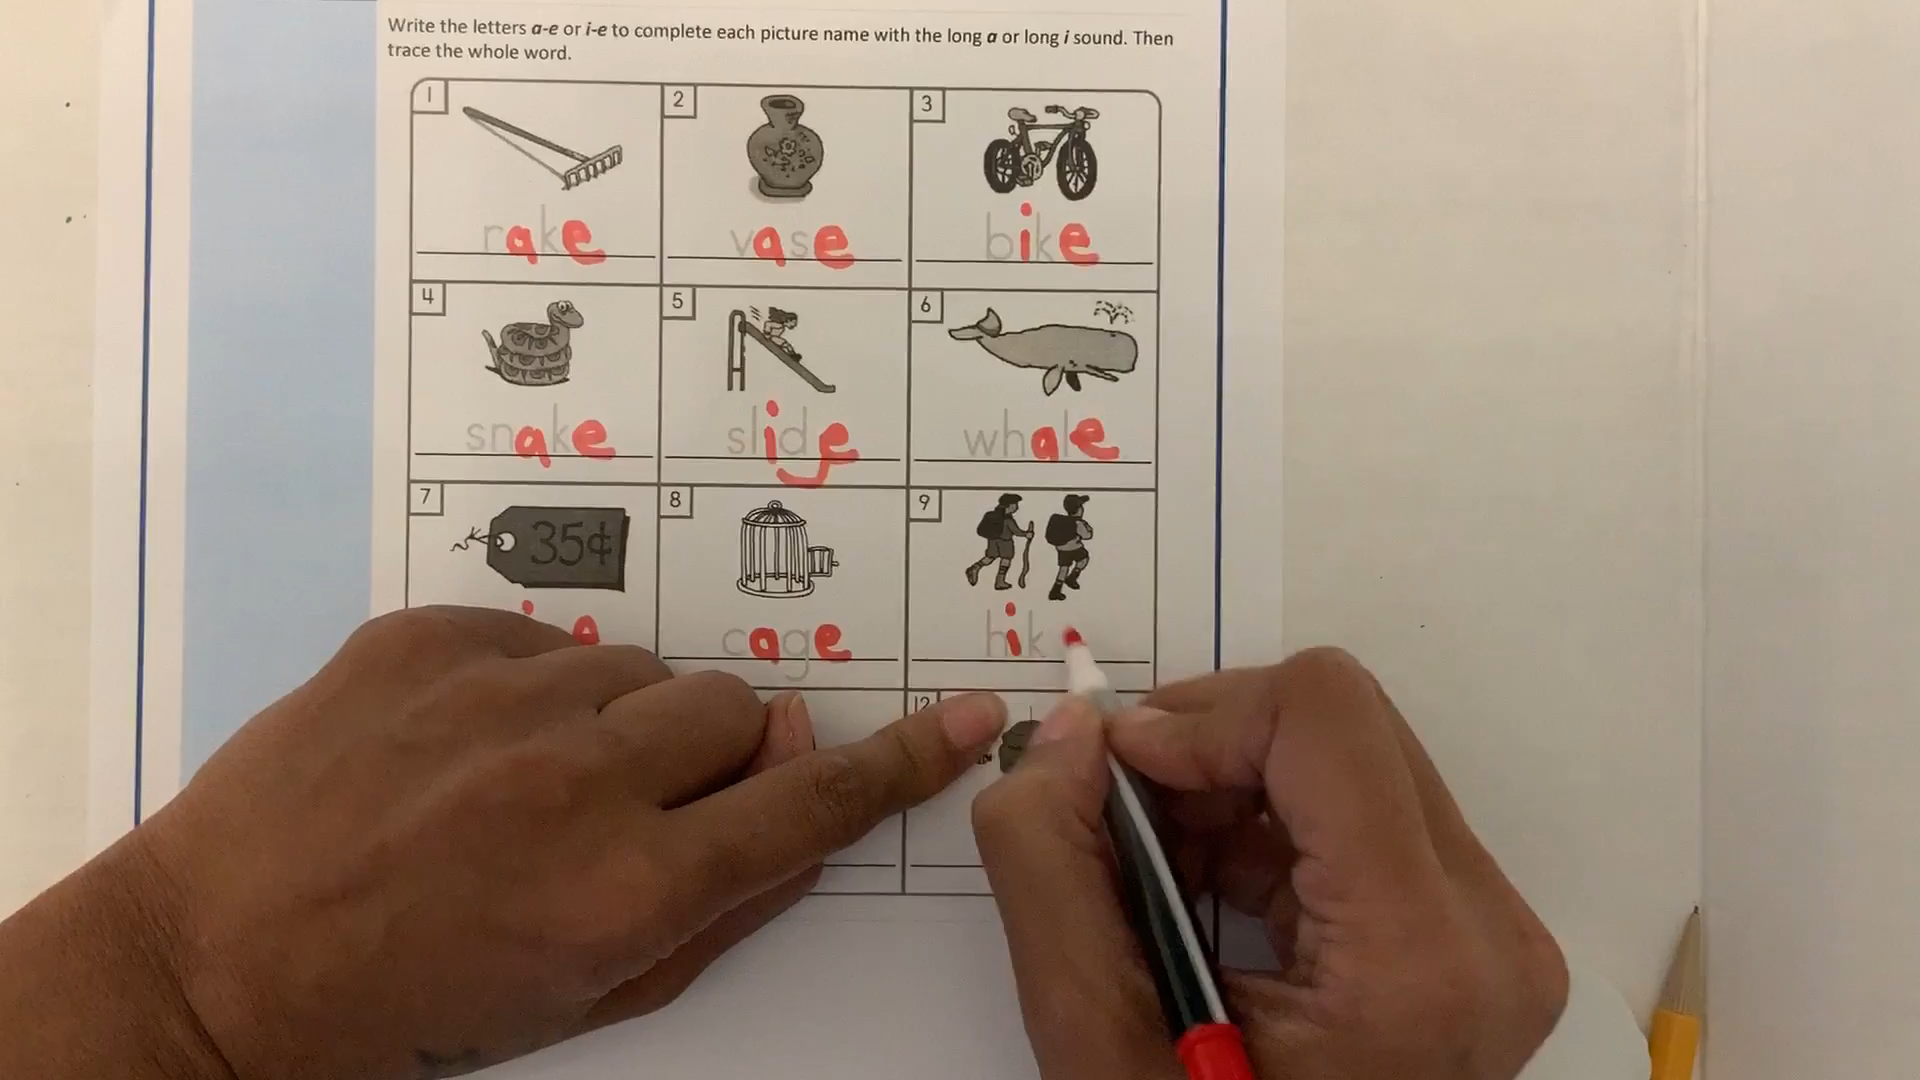 Write the letters a-e or i-e to complete each picture name with the long a or long i sound. Then
trace the whole word.
1
2
3
rake
vase
bike
4
5
6
snake
slide
whale
7
8
9
35¢
i e
cage
hik
12